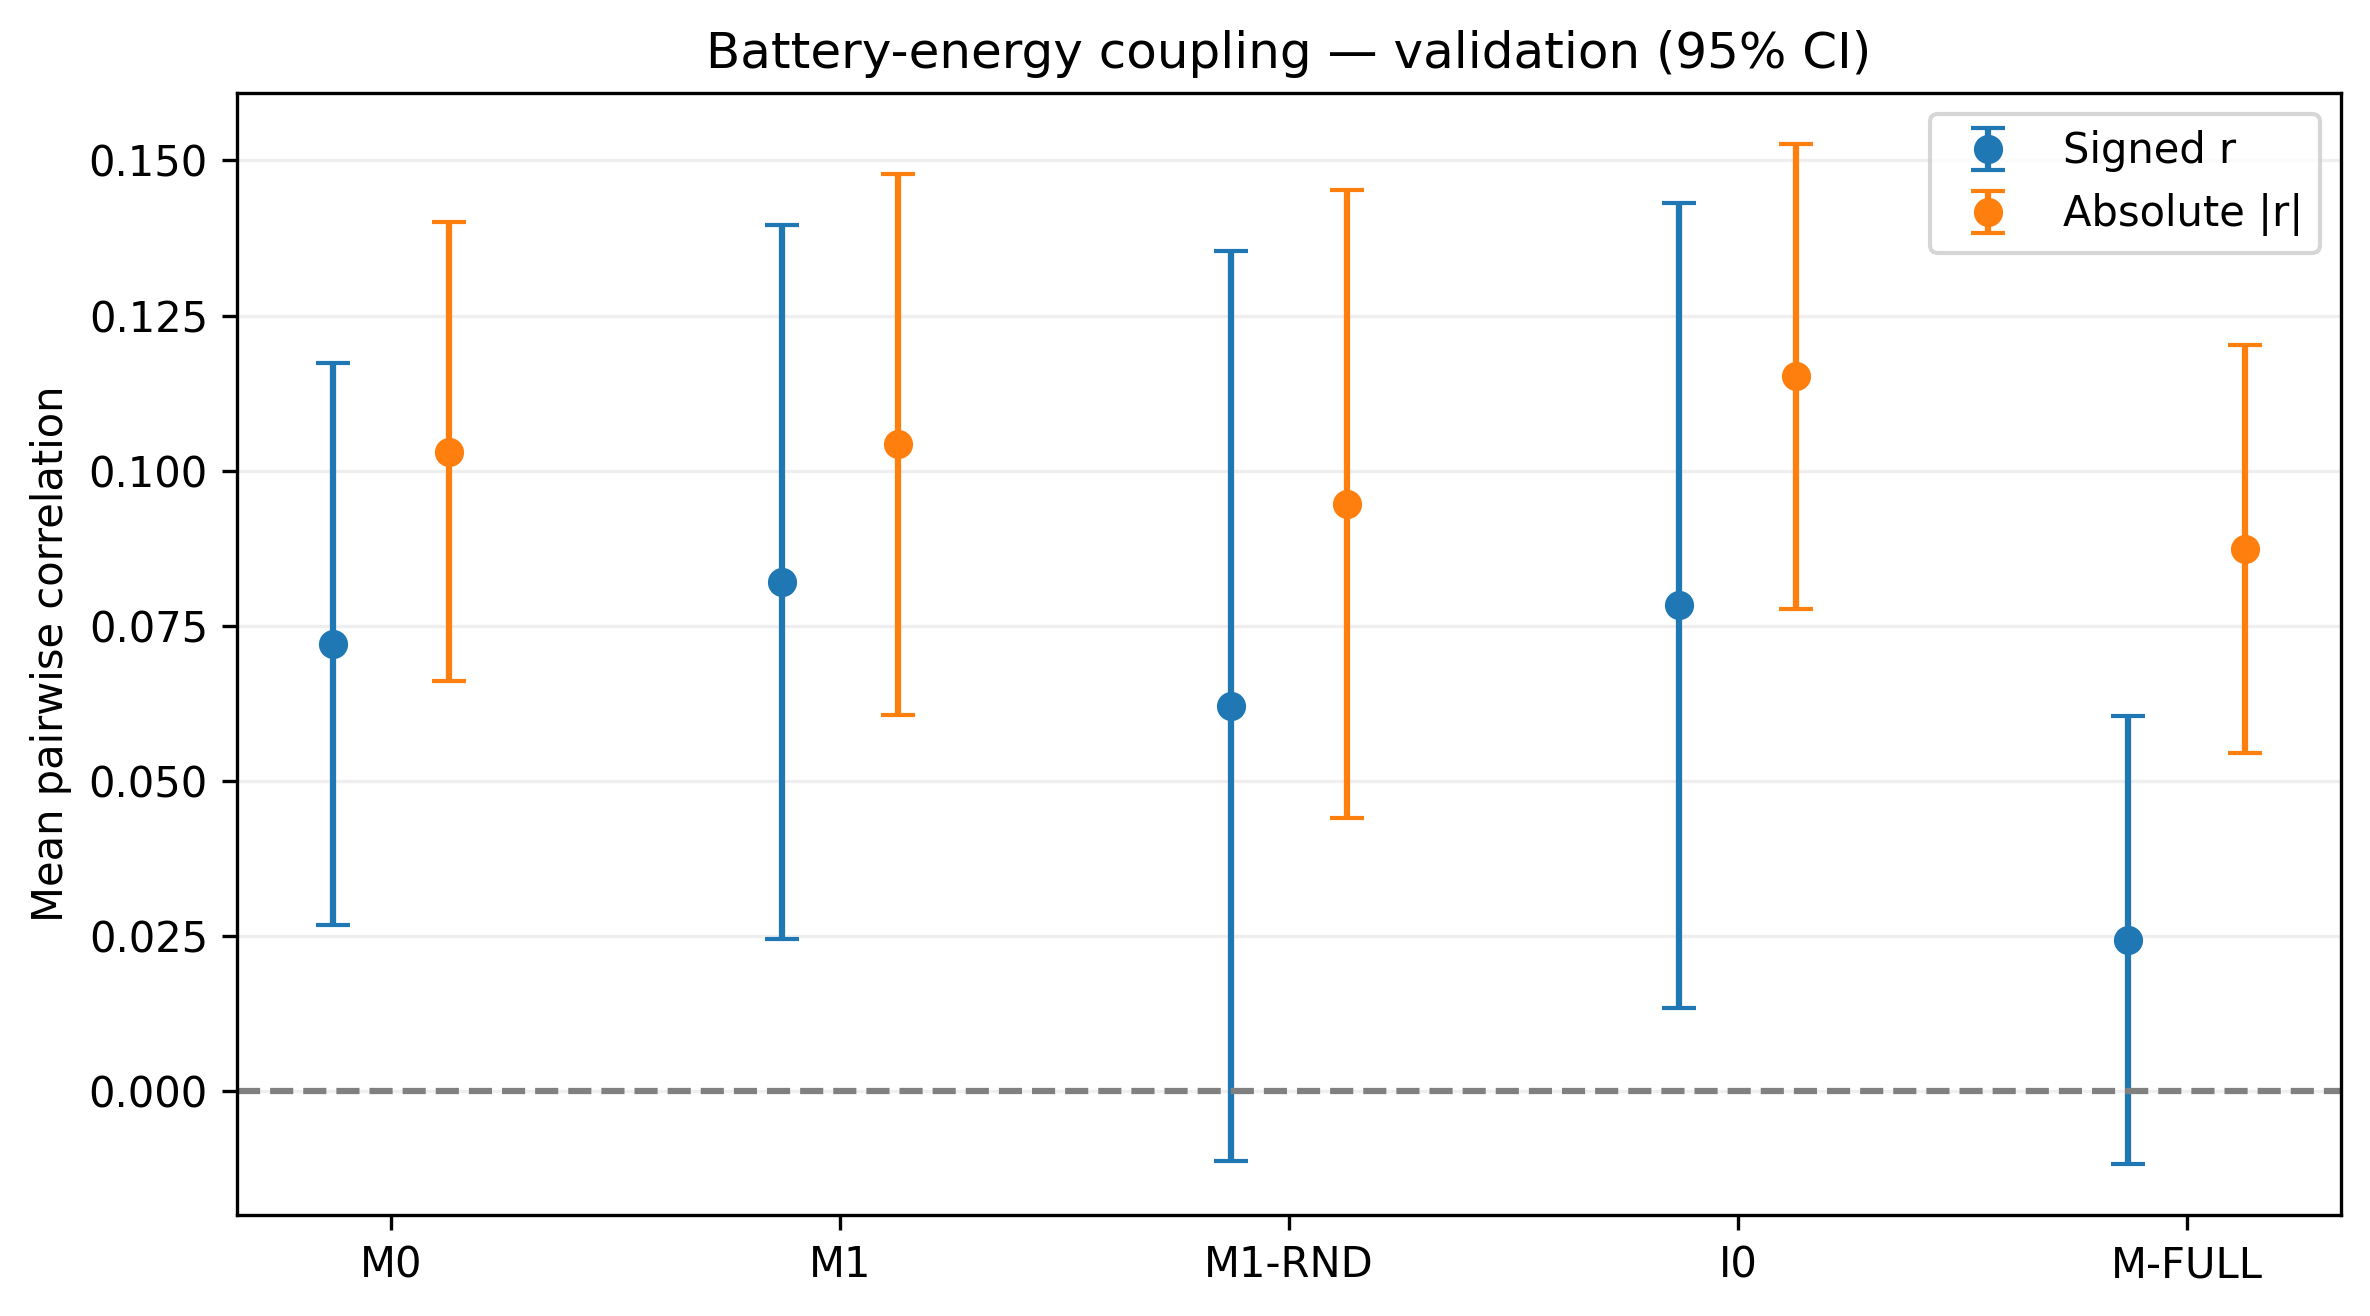 Battery-energy coupling — validation (95% CI)
Signed r
Absolute |r|
Mean pairwise correlation
0.150
0.125
0.100
0.075
0.050
0.025
0.000
M0
M1
M1-RND
I0
M-FULL